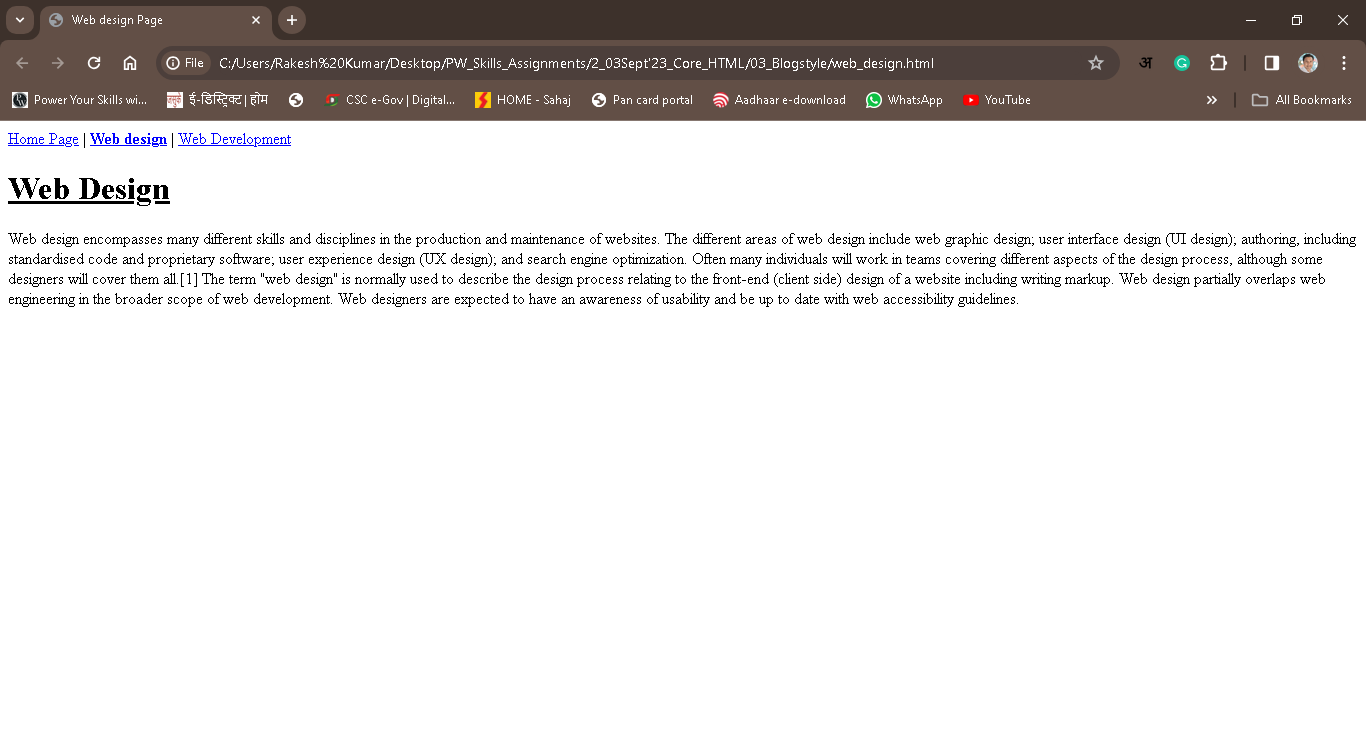 Web design Page
File C:/Users/Rakesh%20Kumar/Desktop/PW_Skills_Assignments/2_03Sept'23_Core_HTML/03_Blogstyle/web_design.html अ G
Power Your Skills wi... ई-डिस्ट्रिक्ट | होम CSC e-Gov | Digital... HOME - Sahaj Pan card portal Aadhaar e-download WhatsApp YouTube » All Bookmarks
Home Page | Web design | Web Development
Web Design
Web design encompasses many different skills and disciplines in the production and maintenance of websites. The different areas of web design include web graphic design; user interface design (UI design); authoring, including
standardised code and proprietary software; user experience design (UX design); and search engine optimization. Often many individuals will work in teams covering different aspects of the design process, although some
designers will cover them all.[1] The term "web design" is normally used to describe the design process relating to the front-end (client side) design of a website including writing markup. Web design partially overlaps web
engineering in the broader scope of web development. Web designers are expected to have an awareness of usability and be up to date with web accessibility guidelines.